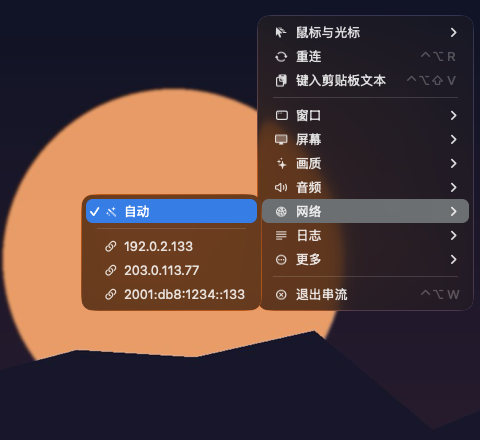 鼠标与光标
重连 ⌃⌥R
键入剪贴板文本 ⌃⌥⇧V
窗口
屏幕
画质
音频
网络
日志
更多
退出串流 ⌃⌥W
自动
192.0.2.133
203.0.113.77
2001:db8:1234::133